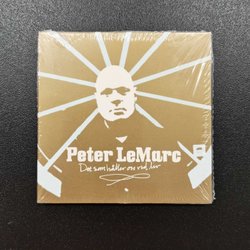 Peter LeMarc
Det som håller oss vid liv